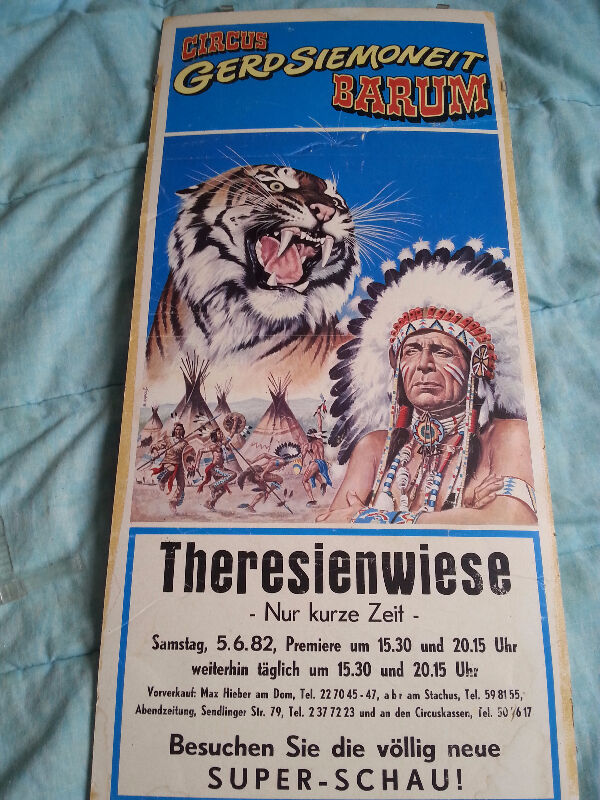 CIRCUS
GERD SIEMONEIT
BARUM
Theresienwiese
- Nur kurze Zeit -
Samstag, 5.6.82, Premiere um 15.30 und 20.15 Uhr
weiterhin täglich um 15.30 und 20.15 Uhr
Vorverkauf: Max Hieber am Dom, Tel. 22 70 45 - 47, a b r am Stachus, Tel. 59 81 55,
Abendzeitung, Sendlinger Str. 79, Tel. 2 37 72 23 und an den Circuskassen, Tel.
Besuchen Sie die völlig neue
SUPER-SCHAU!